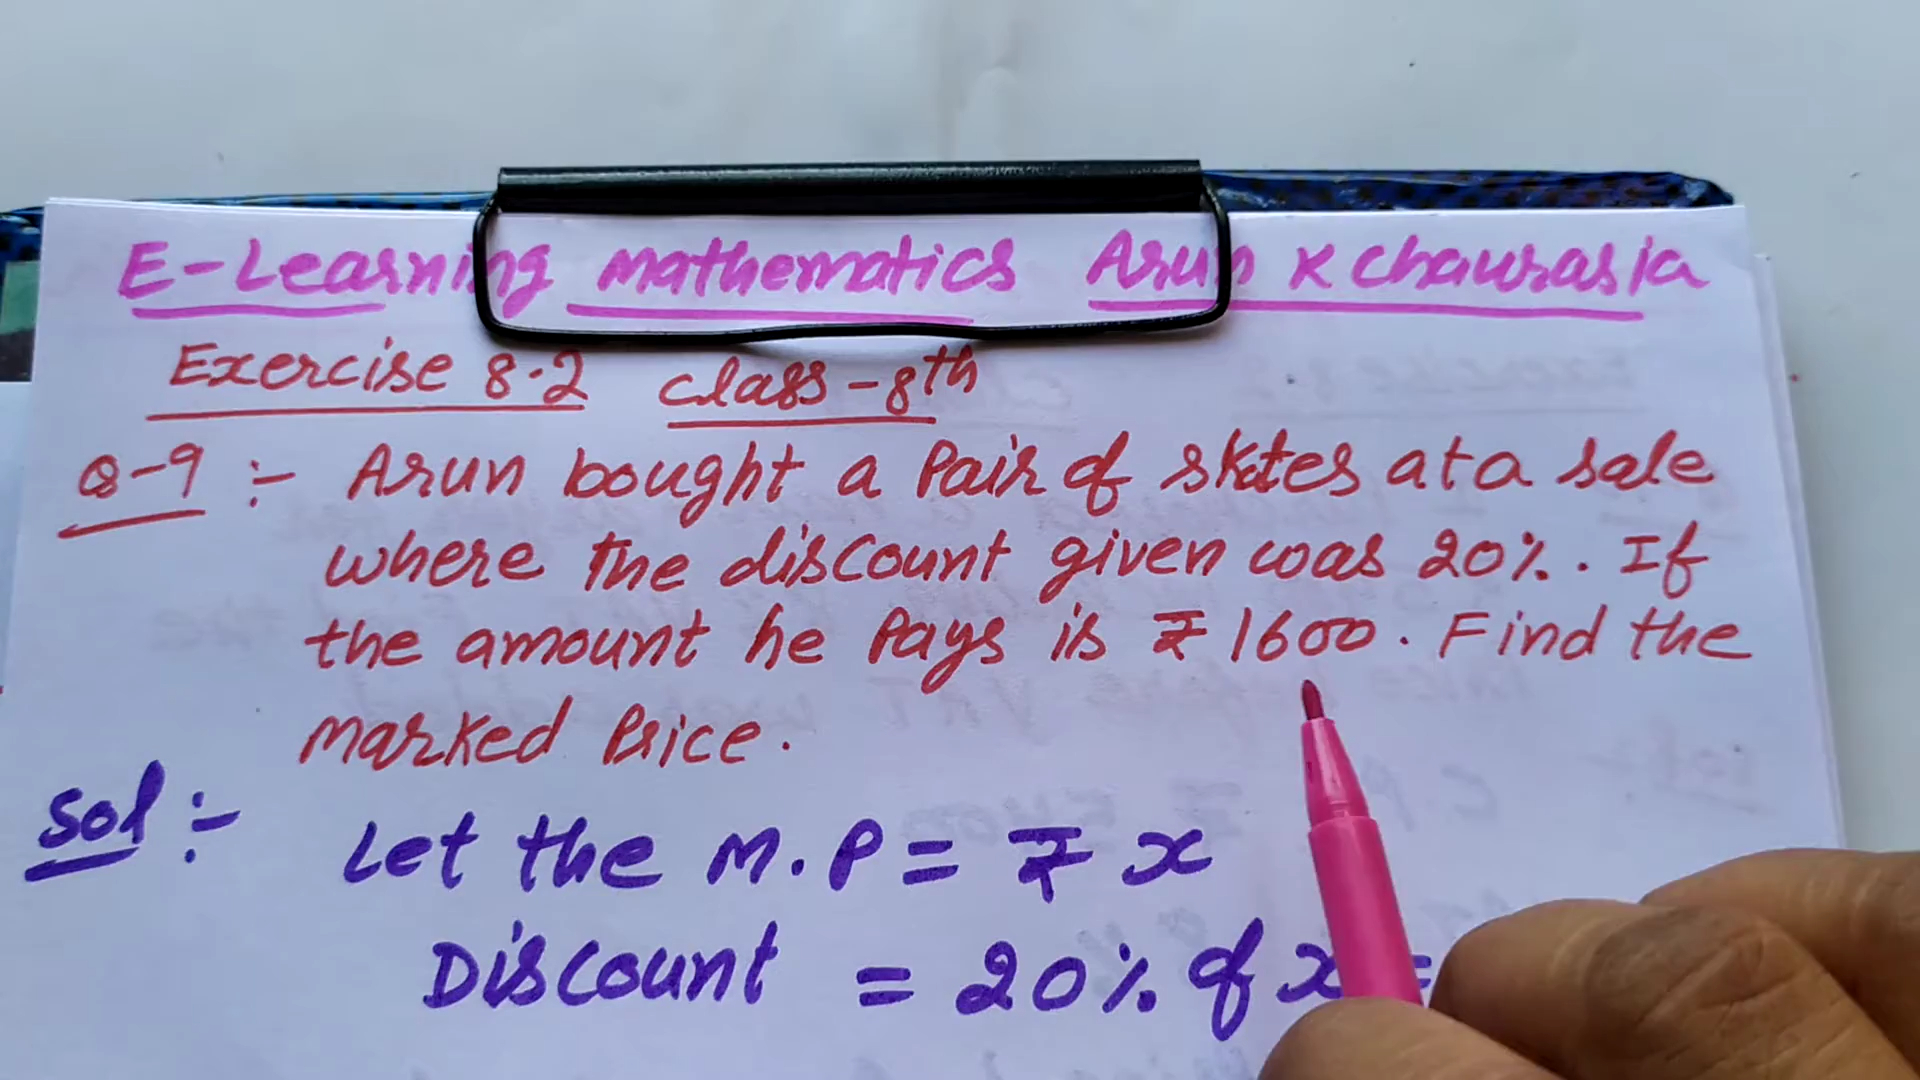 E-Learning mathematics Arun K Chaurasia
Exercise 8.2 class-8th
Q-9 :- Arun bought a Pair of skates at a sale
where the discount given was 20%. If
the amount he Pays is ₹ 1600. Find the
marked Price.
Sol :- Let the M.P = ₹ x
Discount = 20% of x =